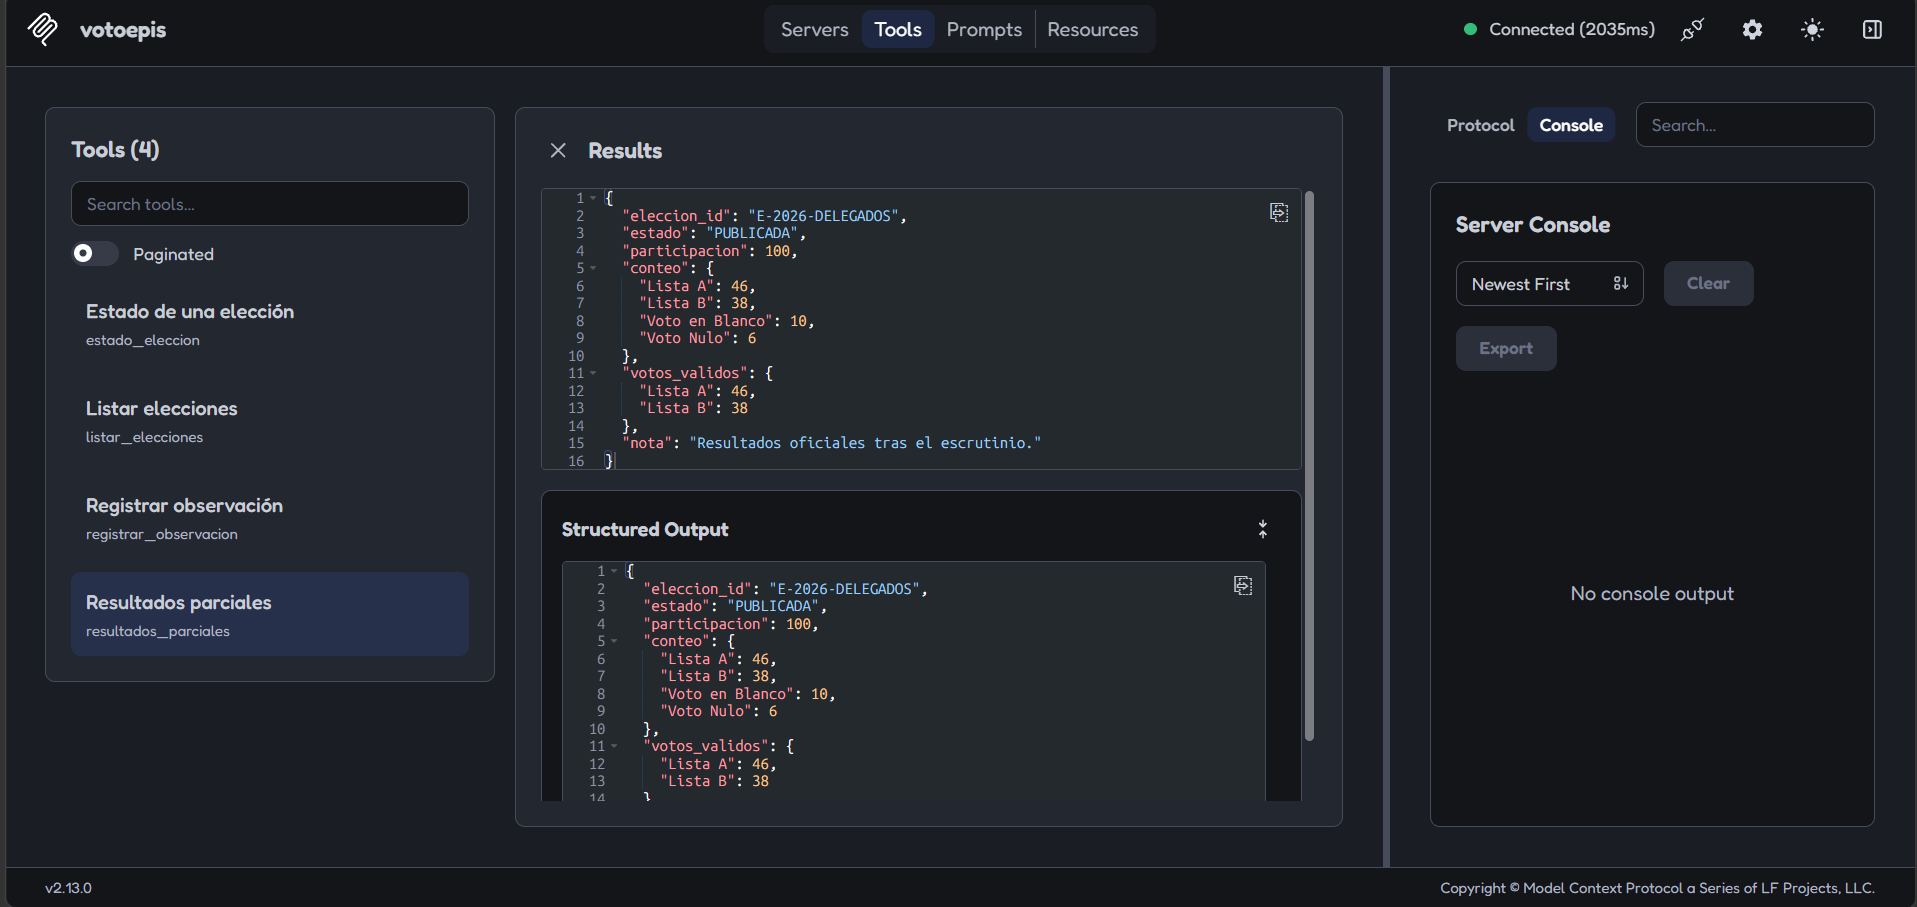 votoepis
Servers
Tools
Prompts
Resources
Connected (2035ms)
Tools (4)
Search tools...
Paginated
Estado de una elección
estado_eleccion
Listar elecciones
listar_elecciones
Registrar observación
registrar_observacion
Resultados parciales
resultados_parciales
Results
1 {
2 "eleccion_id": "E-2026-DELEGADOS",
3 "estado": "PUBLICADA",
4 "participacion": 100,
5 "conteo": {
6 "Lista A": 46,
7 "Lista B": 38,
8 "Voto en Blanco": 10,
9 "Voto Nulo": 6
10 },
11 "votos_validos": {
12 "Lista A": 46,
13 "Lista B": 38
14 },
15 "nota": "Resultados oficiales tras el escrutinio."
16 }
Structured Output
1 {
2 "eleccion_id": "E-2026-DELEGADOS",
3 "estado": "PUBLICADA",
4 "participacion": 100,
5 "conteo": {
6 "Lista A": 46,
7 "Lista B": 38,
8 "Voto en Blanco": 10,
9 "Voto Nulo": 6
10 },
11 "votos_validos": {
12 "Lista A": 46,
13 "Lista B": 38
14 }
Protocol
Console
Search...
Server Console
Newest First
Clear
Export
No console output
v2.13.0
Copyright © Model Context Protocol a Series of LF Projects, LLC.